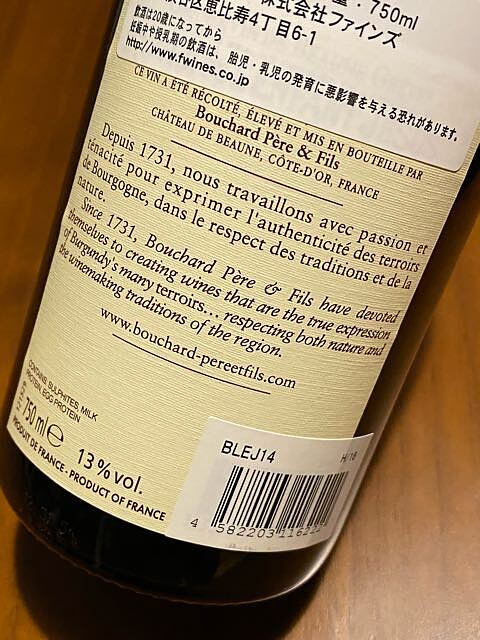 株式会社ファインズ
750ml
区恵比寿4丁目6-1
飲酒は20歳になってから
妊娠中や授乳期の飲酒は、胎児・乳児の発育に悪影響を与える恐れがあります。
http://www.fwines.co.jp
CE VIN A ÉTÉ RÉCOLTÉ, ÉLEVÉ ET MIS EN BOUTEILLE PAR
Bouchard Père & Fils
CHÂTEAU DE BEAUNE, CÔTE-D'OR, FRANCE
Depuis 1731, nous travaillons avec passion et
ténacité pour exprimer l'authenticité des terroirs
de Bourgogne, dans le respect des traditions et de la
nature.
Since 1731, Bouchard Père & Fils have devoted
themselves to creating wines that are the true expression
of Burgundy's many terroirs... respecting both nature and
the winemaking traditions of the region.
www.bouchard-pereetfils.com
CONTAINS SULPHITES, MILK
PROTEIN, EGG PROTEIN
750 ml e
13 % vol.
PRODUIT DE FRANCE - PRODUCT OF FRANCE
BLEJ14
H/16
4 582203 116222